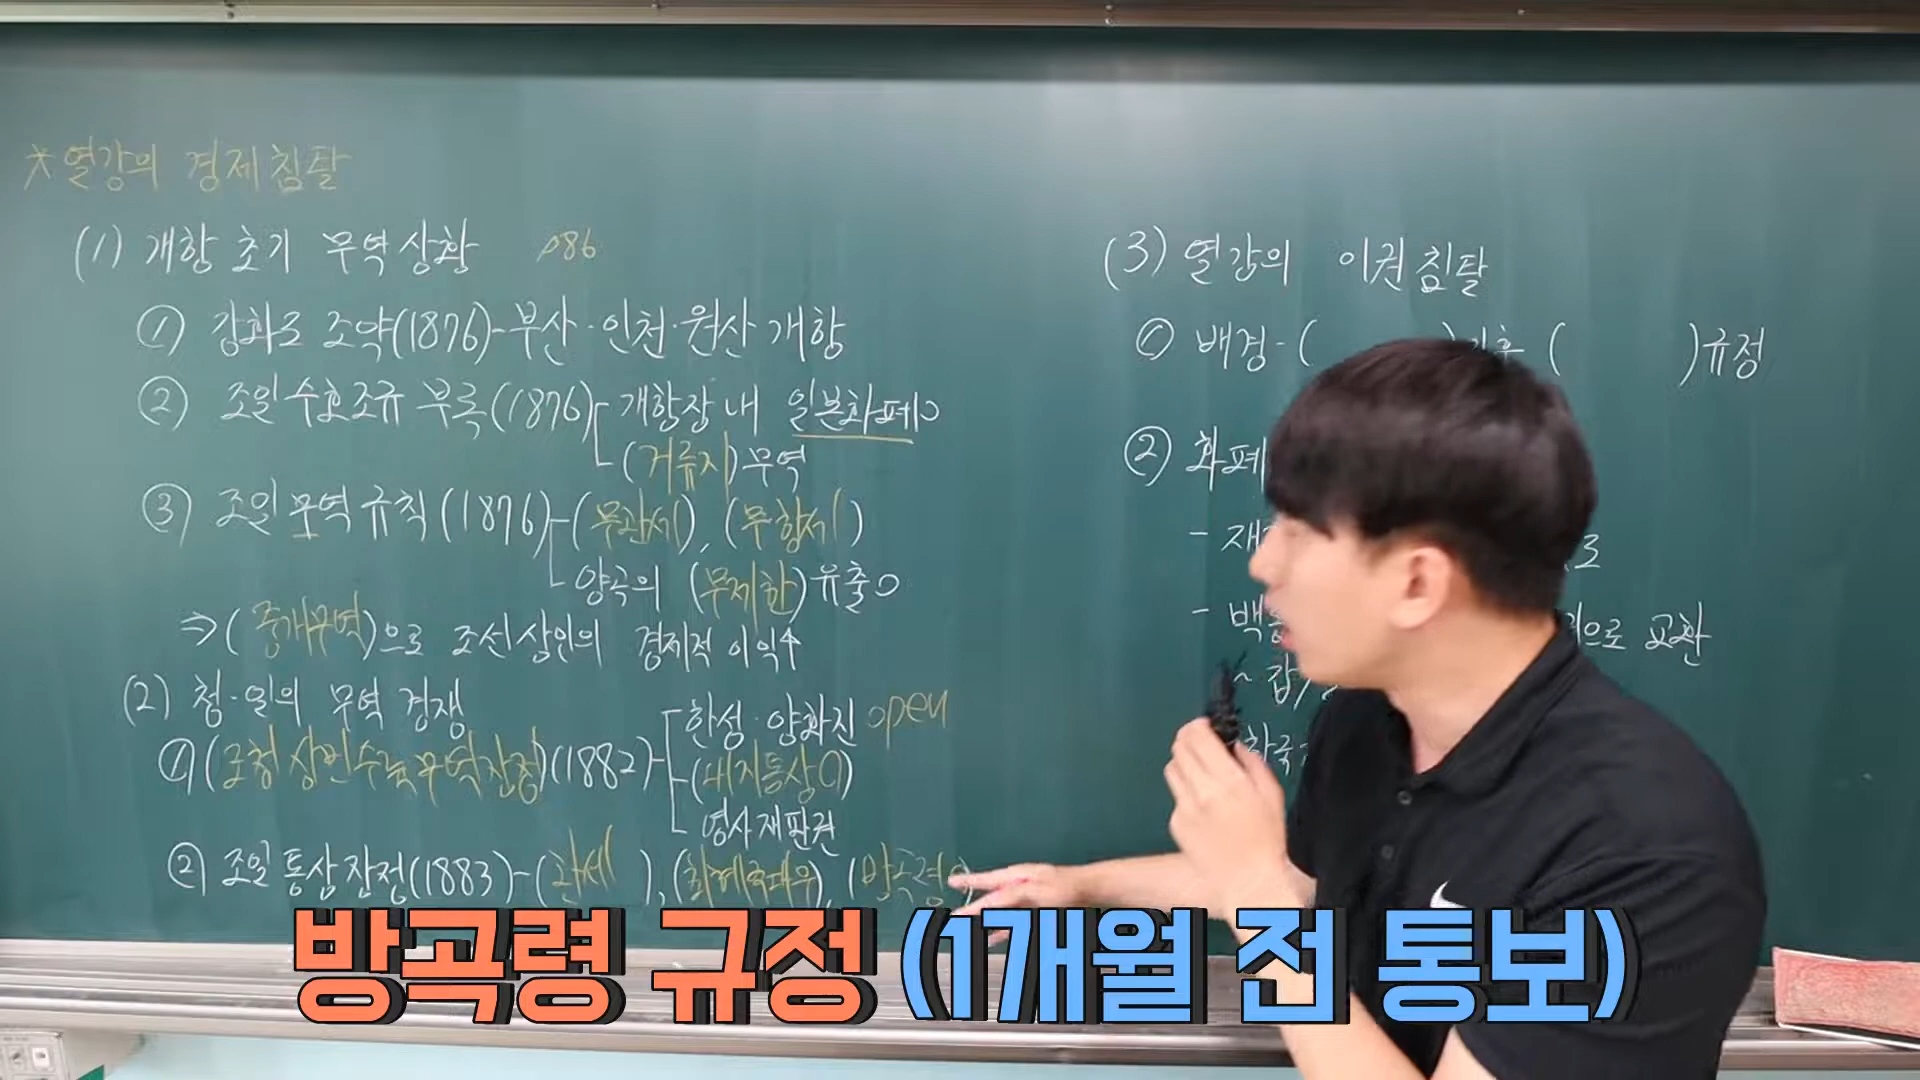 * 열강의 경제침탈
(1) 개항 초기 무역 상황 p86
① 강화도 조약(1876)-부산·인천·원산 개항
② 조일수호조규 부록(1876) 개항장 내 일본화폐○
(거류지)무역
③ 조일무역규칙(1876)-(무관세), (무항세)
양곡의 (무제한)유출○
⇒(중개무역)으로 조선상인의 경제적 이익↑
(2) 청·일의 무역 경쟁
①(조청상민수륙무역장정)(1882) 한성·양화진 open
-(내지통상○)
영사재판권
② 조일통상장정(1883)-(관세 ), (최혜국대우), (방곡령○)
(3) 열강의 이권침탈
① 배경-( ) ( )규정
② 화폐
- 재
- 백 으로 교환
~ 갑
방곡령 규정 (1개월 전 통보)